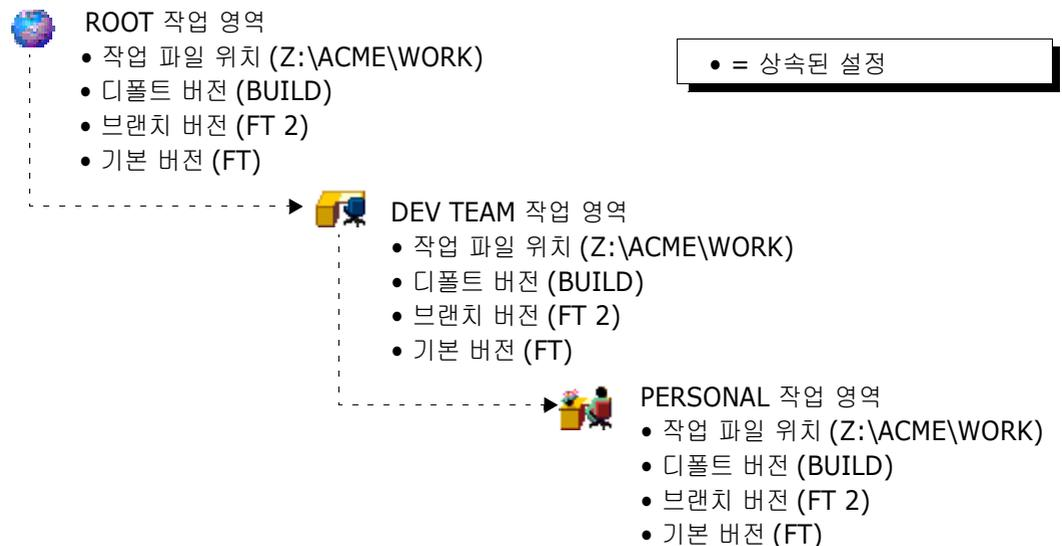 ROOT 작업 영역
• 작업 파일 위치 (Z:\ACME\WORK)
• 디폴트 버전 (BUILD)
• 브랜치 버전 (FT 2)
• 기본 버전 (FT)
• = 상속된 설정
DEV TEAM 작업 영역
• 작업 파일 위치 (Z:\ACME\WORK)
• 디폴트 버전 (BUILD)
• 브랜치 버전 (FT 2)
• 기본 버전 (FT)
PERSONAL 작업 영역
• 작업 파일 위치 (Z:\ACME\WORK)
• 디폴트 버전 (BUILD)
• 브랜치 버전 (FT 2)
• 기본 버전 (FT)